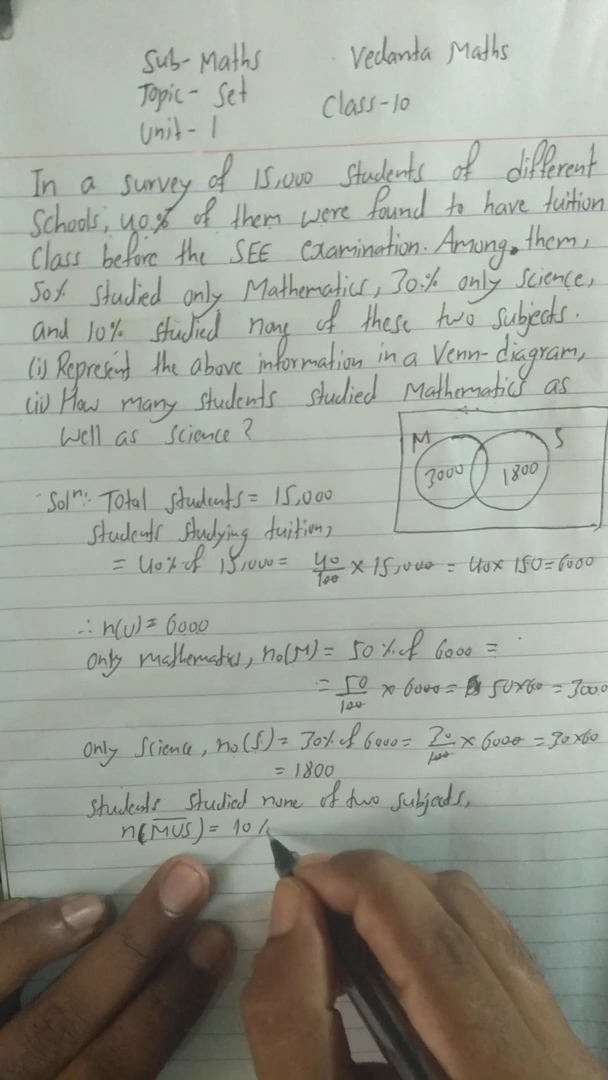 Sub- Maths Vedanta Maths
Topic- Set Class-10
Unit- 1
In a survey of 15,000 students of different
Schools, 40% of them were found to have tuition
Class before the SEE examination. Among them,
50% studied only Mathematics, 30% only science,
and 10% studied none of these two subjects.
(i) Represent the above information in a Venn-diagram,
(ii) How many students studied Mathematics as
well as science?
M S
3000 1800
Solⁿ: Total students = 15,000
students studying tuition,
= 40% of 15,000 = 40/100 × 15,000 = 40× 150=6000
∴ n(U) = 6000
Only mathematics, no(M) = 50% of 6000 =
= 50/100 × 6000 = 50×60 = 3000
Only Science, no(S) = 30% of 6000 = 30/100 × 6000 = 30×60
= 1800
students studied none of two subjects,
n(M̅U̅S̅) = 10%